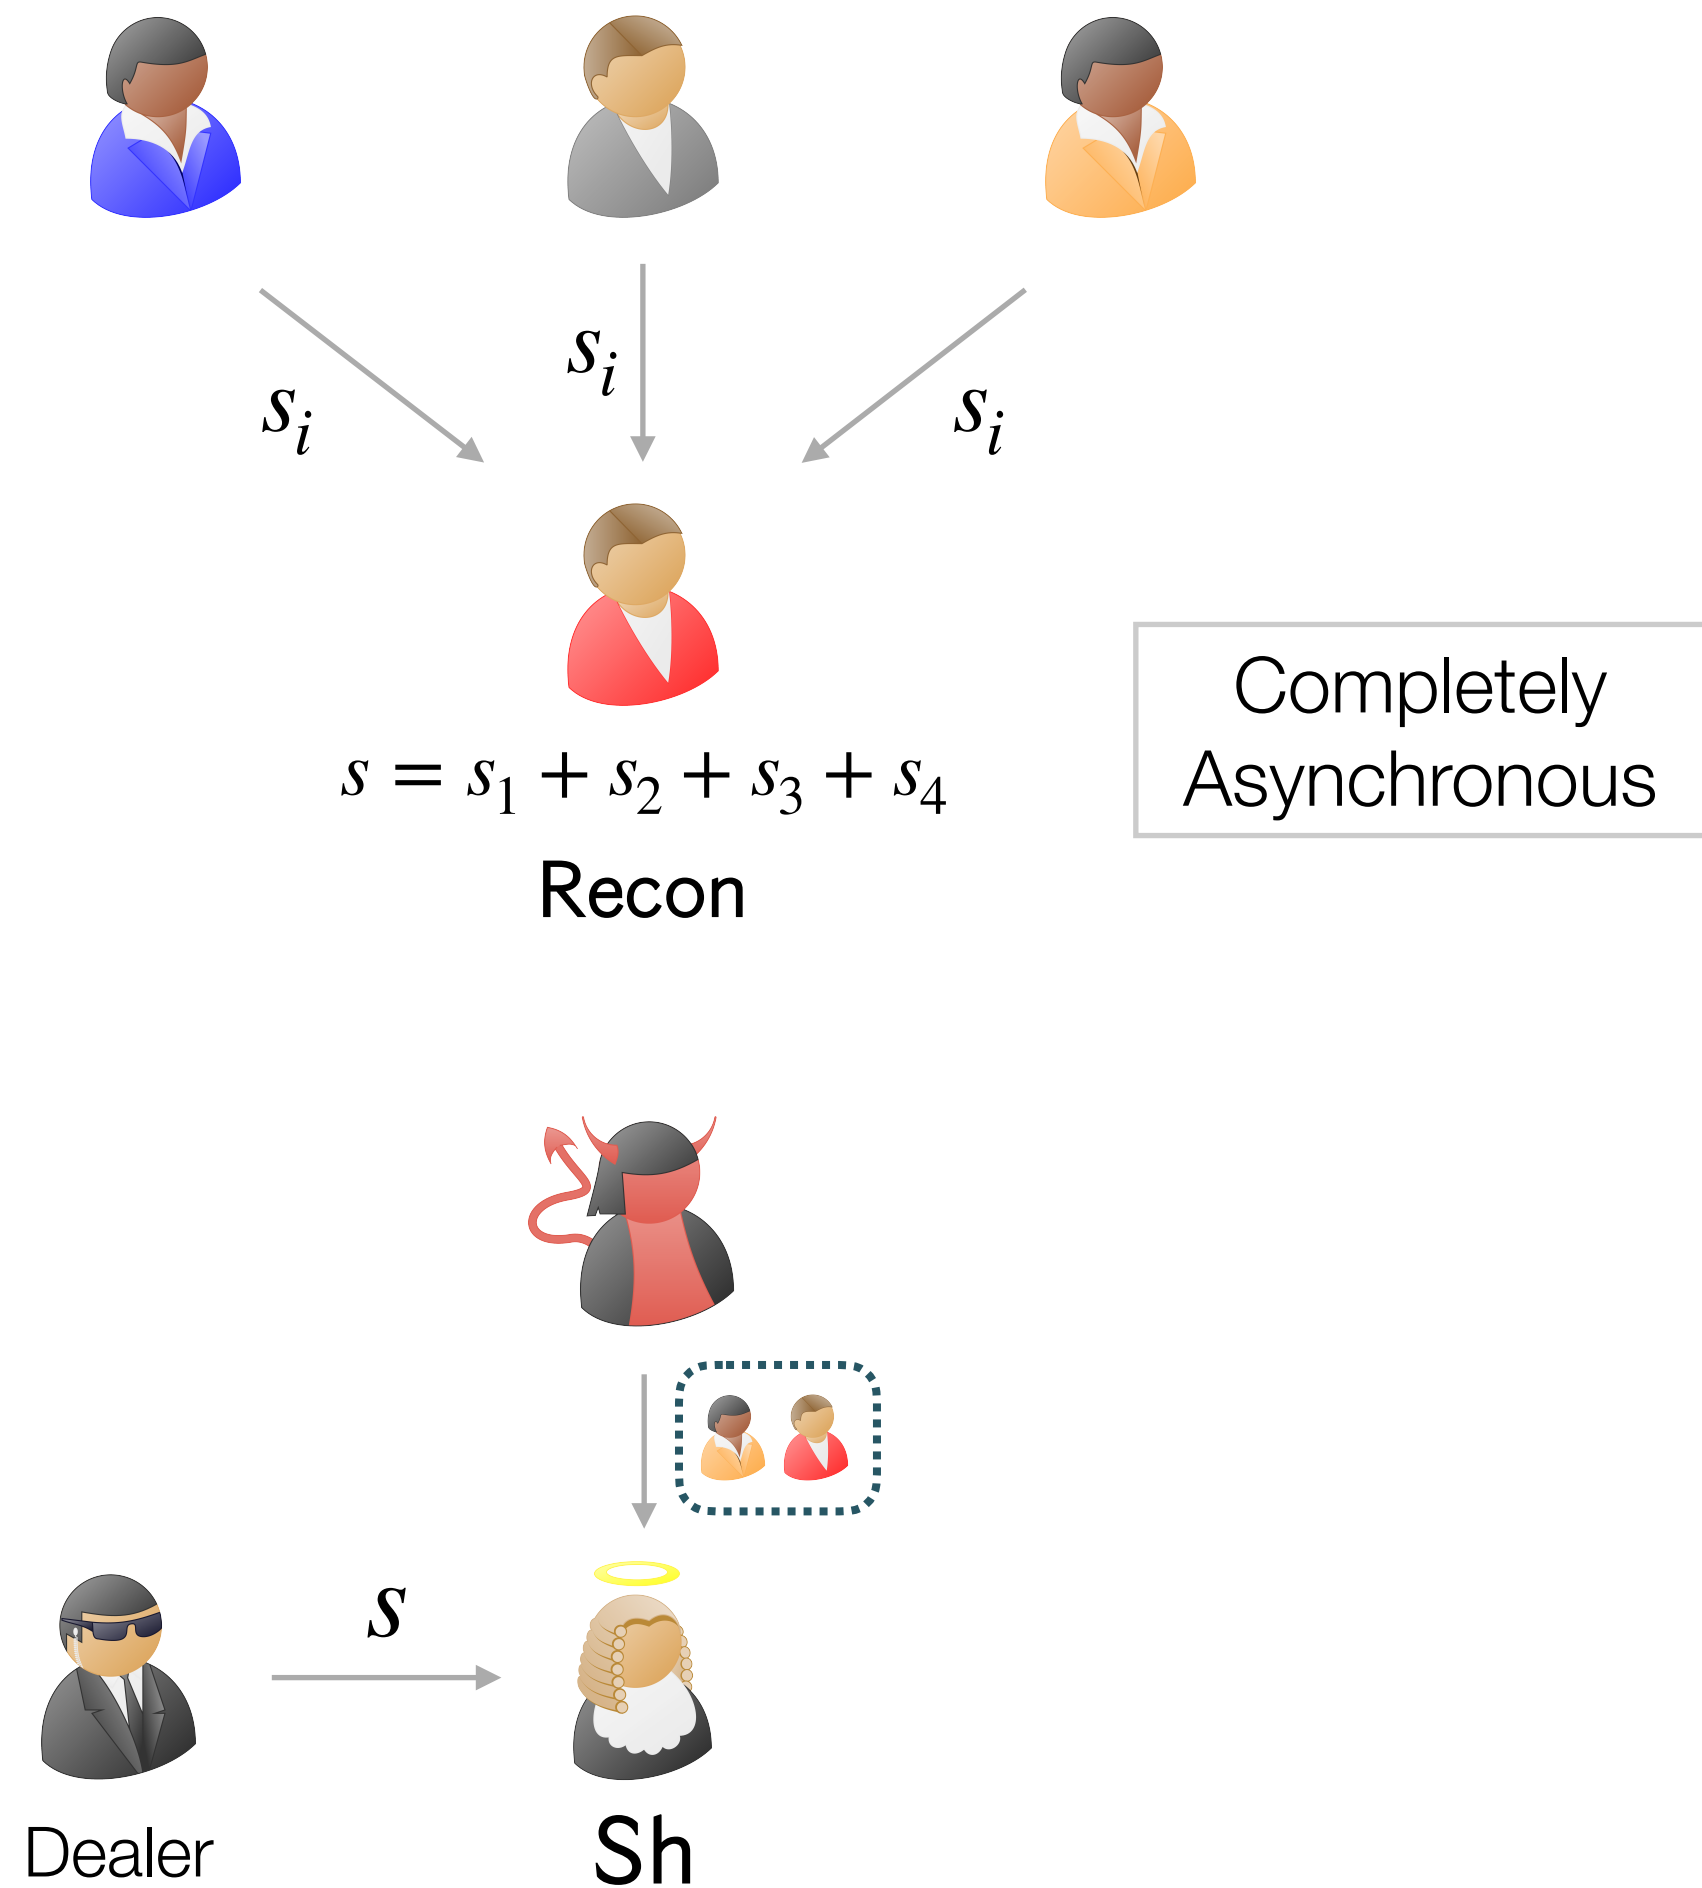 s_i
s_i
s_i
s = s_1 + s_2 + s_3 + s_4
Recon
Completely
Asynchronous
s
Dealer
Sh